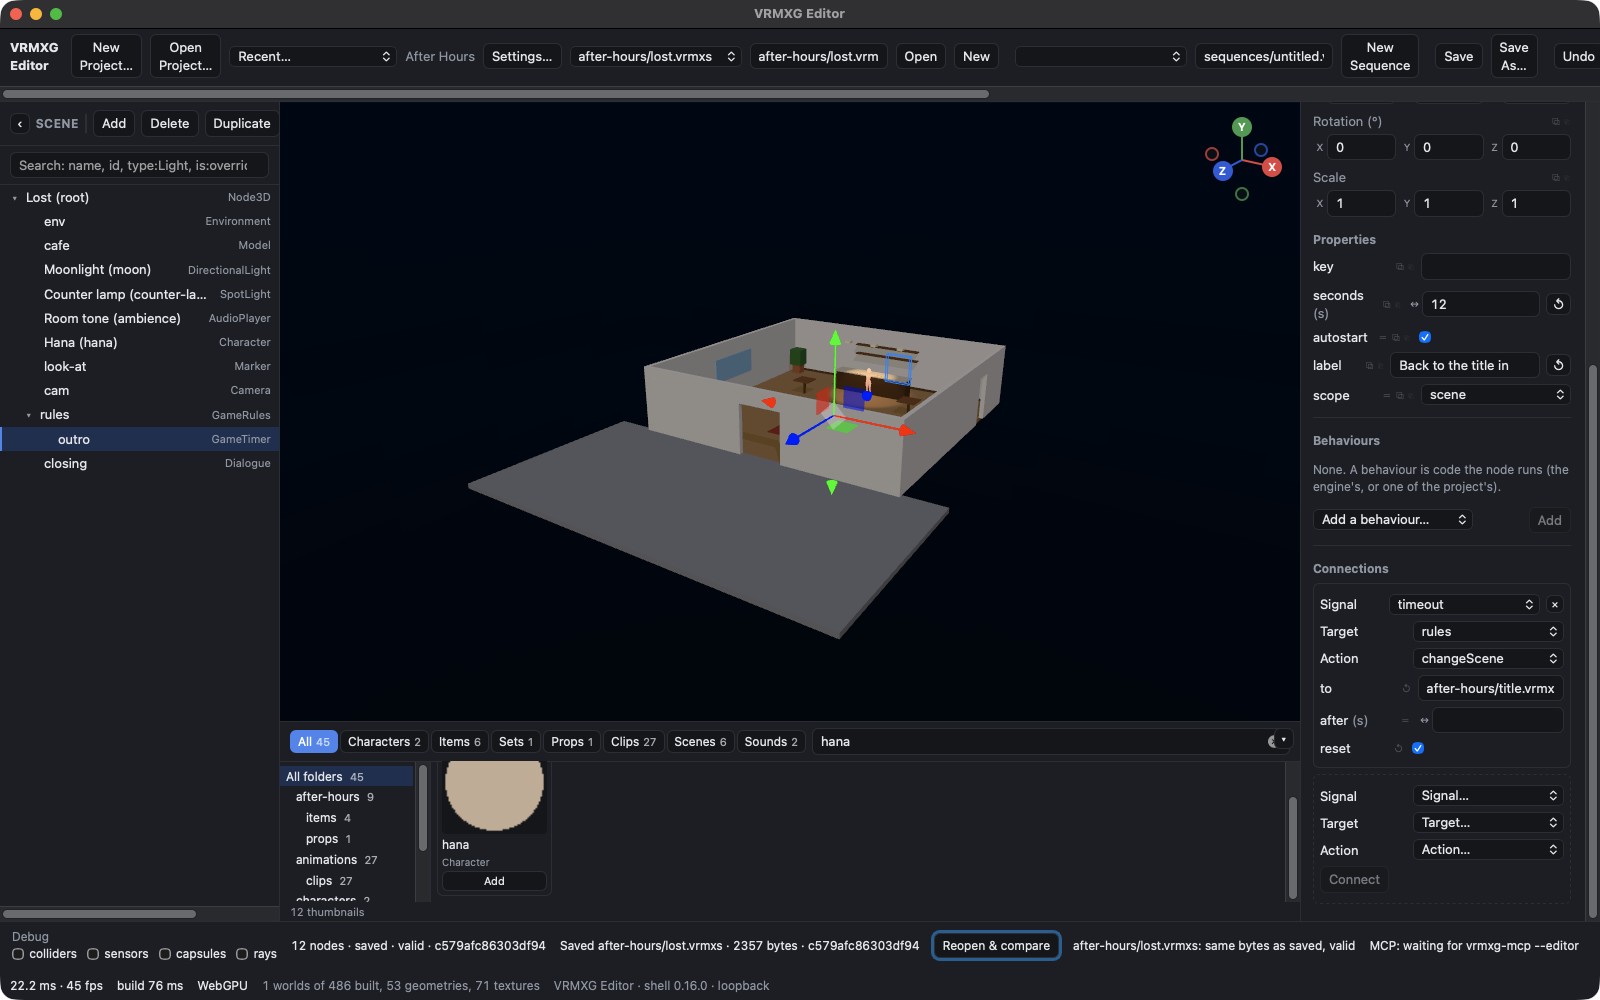 VRMXG Editor
VRMXG Editor
New Project...
Open Project...
Recent...
After Hours
Settings...
after-hours/lost.vrmxs
after-hours/lost.vrm
Open
New
sequences/untitled.
New Sequence
Save
Save As...
Undo
‹ SCENE
Add
Delete
Duplicate
Search: name, id, type:Light, is:overri
Lost (root) Node3D
env Environment
cafe Model
Moonlight (moon) DirectionalLight
Counter lamp (counter-la... SpotLight
Room tone (ambience) AudioPlayer
Hana (hana) Character
look-at Marker
cam Camera
rules GameRules
outro GameTimer
closing Dialogue
Y
X
Z
Rotation (°)
X 0 Y 0 Z 0
Scale
X 1 Y 1 Z 1
Properties
key
seconds (s) 12
autostart
label Back to the title in
scope scene
Behaviours
None. A behaviour is code the node runs (the
engine's, or one of the project's).
Add a behaviour... Add
Connections
Signal timeout ×
Target rules
Action changeScene
to after-hours/title.vrmx
after (s)
reset
Signal Signal...
Target Target...
Action Action...
Connect
All 45 Characters 2 Items 6 Sets 1 Props 1 Clips 27 Scenes 6 Sounds 2 hana
All folders 45
after-hours 9
items 4
props 1
animations 27
clips 27
characters 2
hana
Character
Add
12 thumbnails
Debug
colliders sensors capsules rays
12 nodes · saved · valid · c579afc86303df94
Saved after-hours/lost.vrmxs · 2357 bytes · c579afc86303df94
Reopen & compare
after-hours/lost.vrmxs: same bytes as saved, valid
MCP: waiting for vrmxg-mcp --editor
22.2 ms · 45 fps build 76 ms WebGPU 1 worlds of 486 built, 53 geometries, 71 textures VRMXG Editor · shell 0.16.0 · loopback